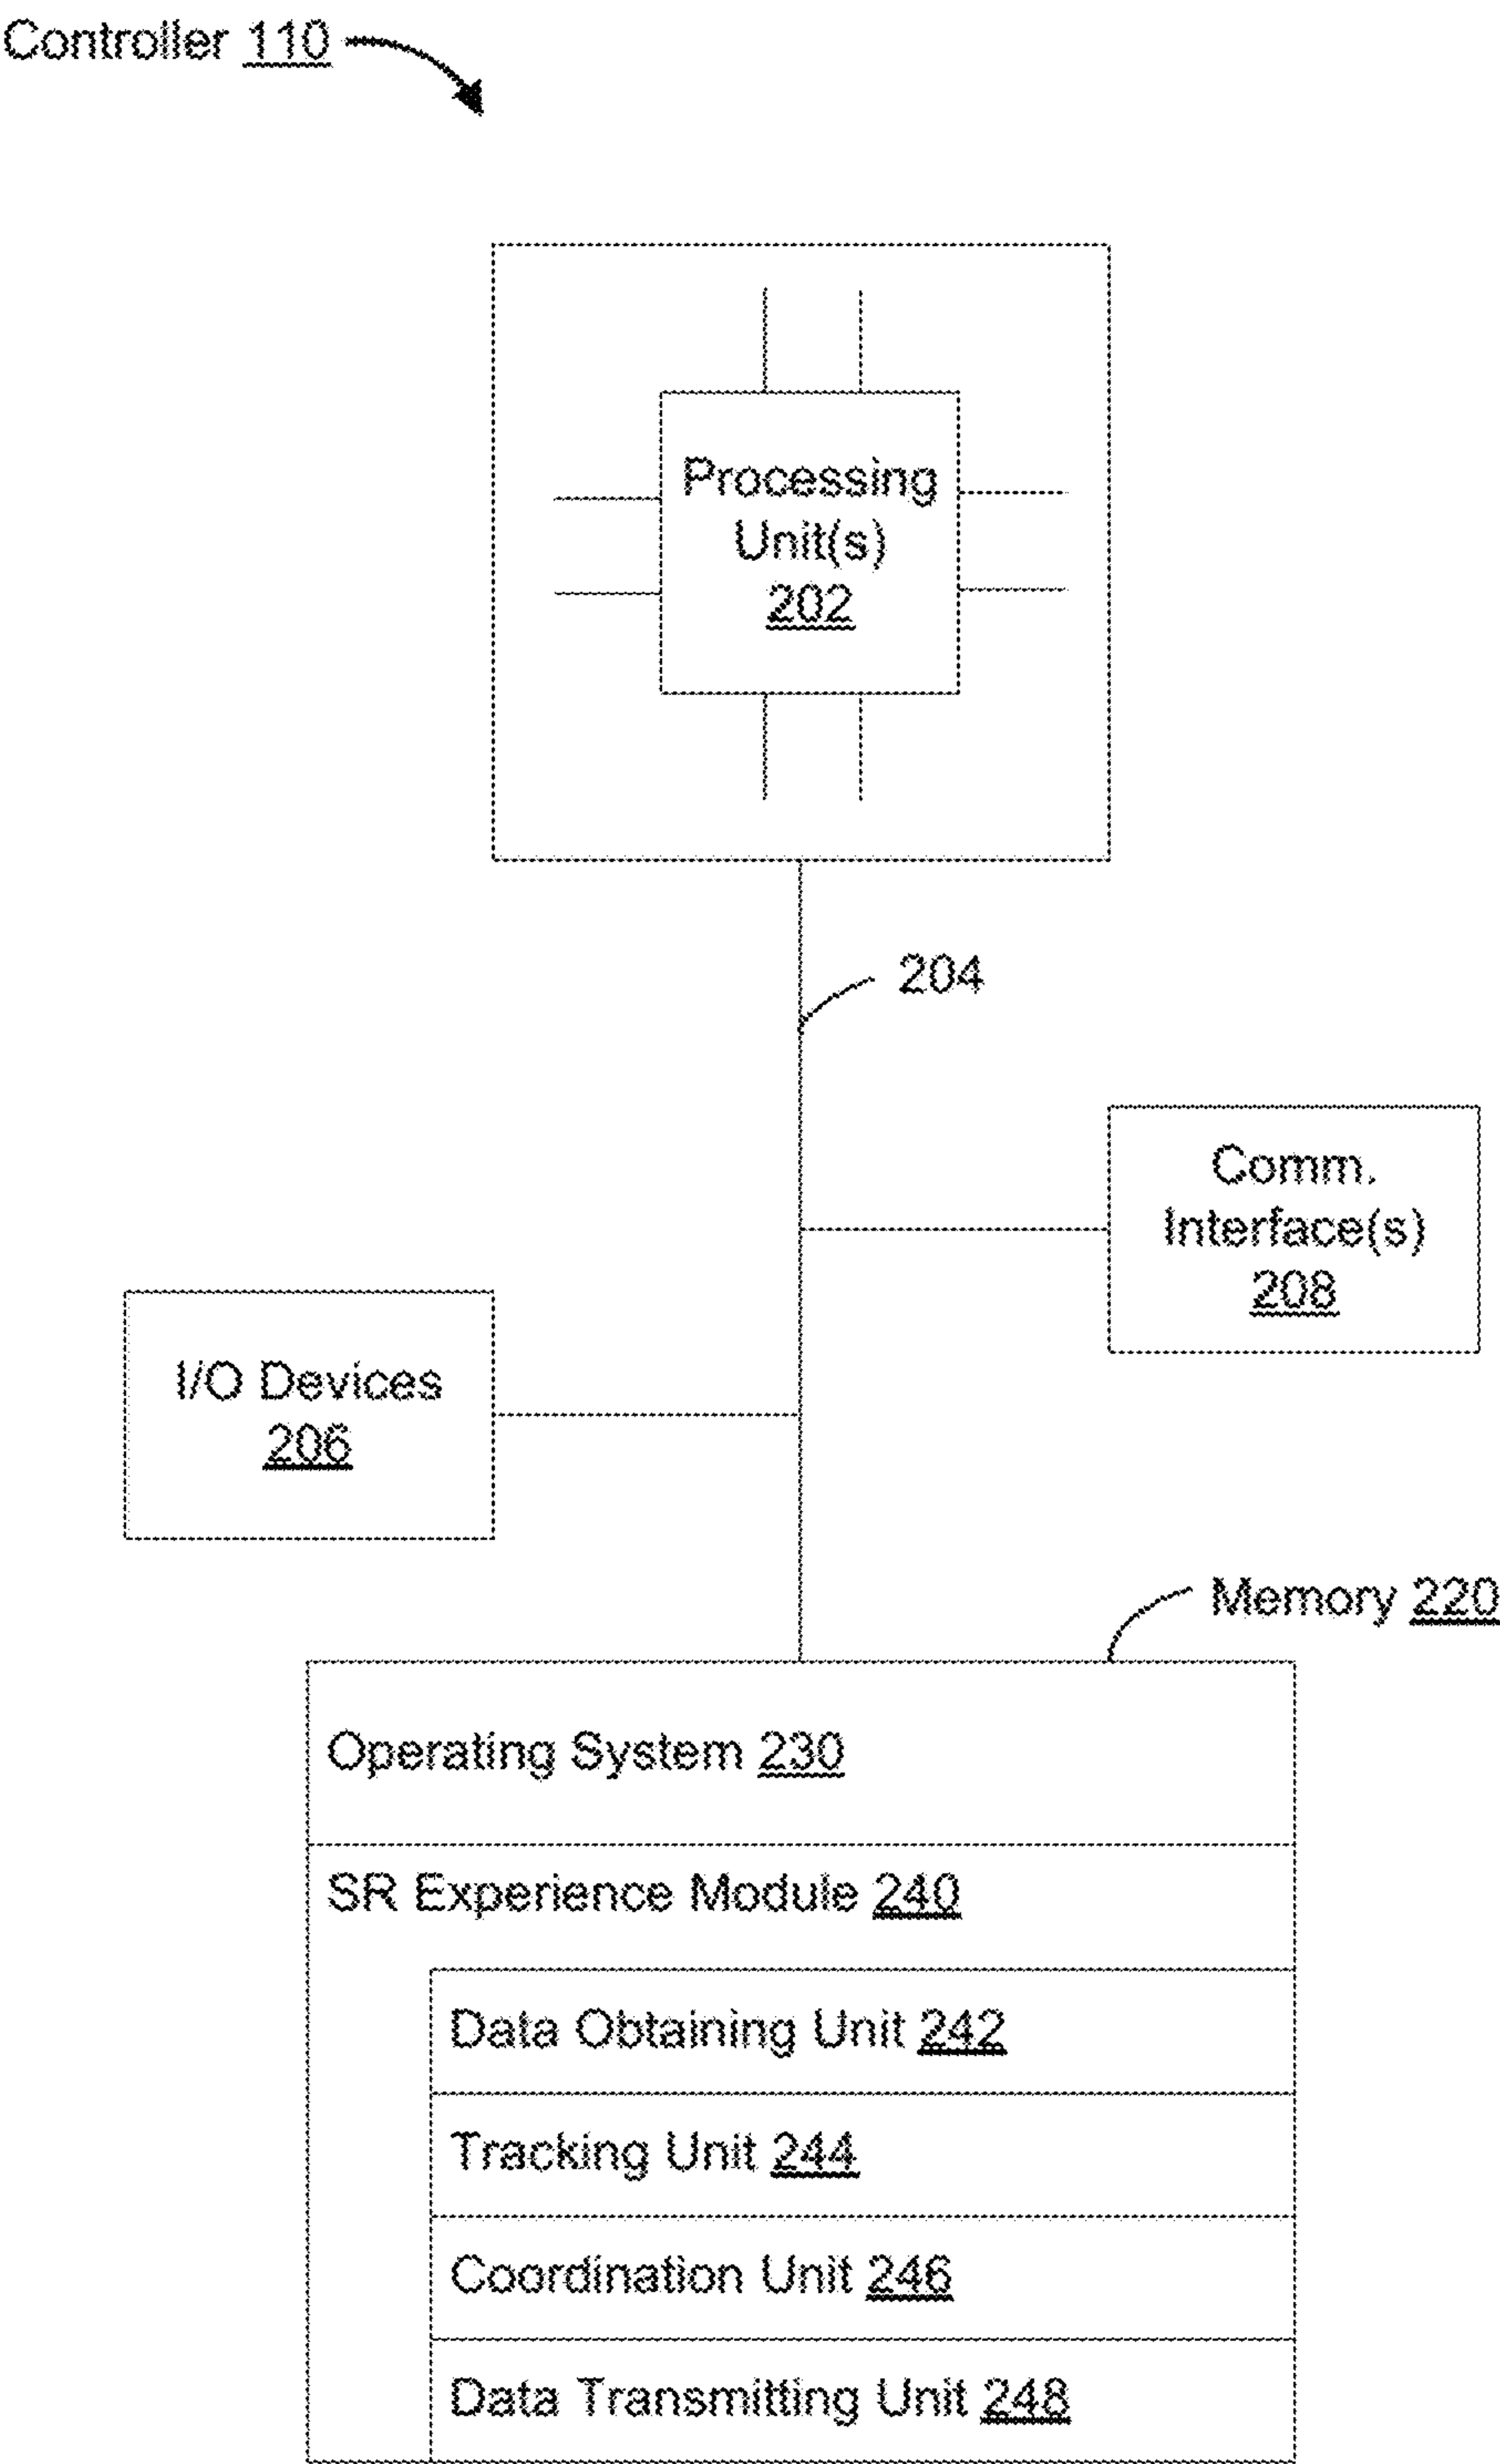 Controller 110
Processing
Unit(s)
202
204
Comm.
Interface(s)
208
I/O Devices
206
Memory 220
Operating System 230
SR Experience Module 240
Data Obtaining Unit 242
Tracking Unit 244
Coordination Unit 246
Data Transmitting Unit 248